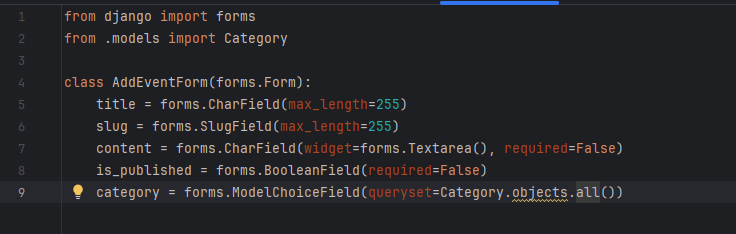 1 from django import forms
2 from .models import Category
3
4 class AddEventForm(forms.Form):
5     title = forms.CharField(max_length=255)
6     slug = forms.SlugField(max_length=255)
7     content = forms.CharField(widget=forms.Textarea(), required=False)
8     is_published = forms.BooleanField(required=False)
9     category = forms.ModelChoiceField(queryset=Category.objects.all())